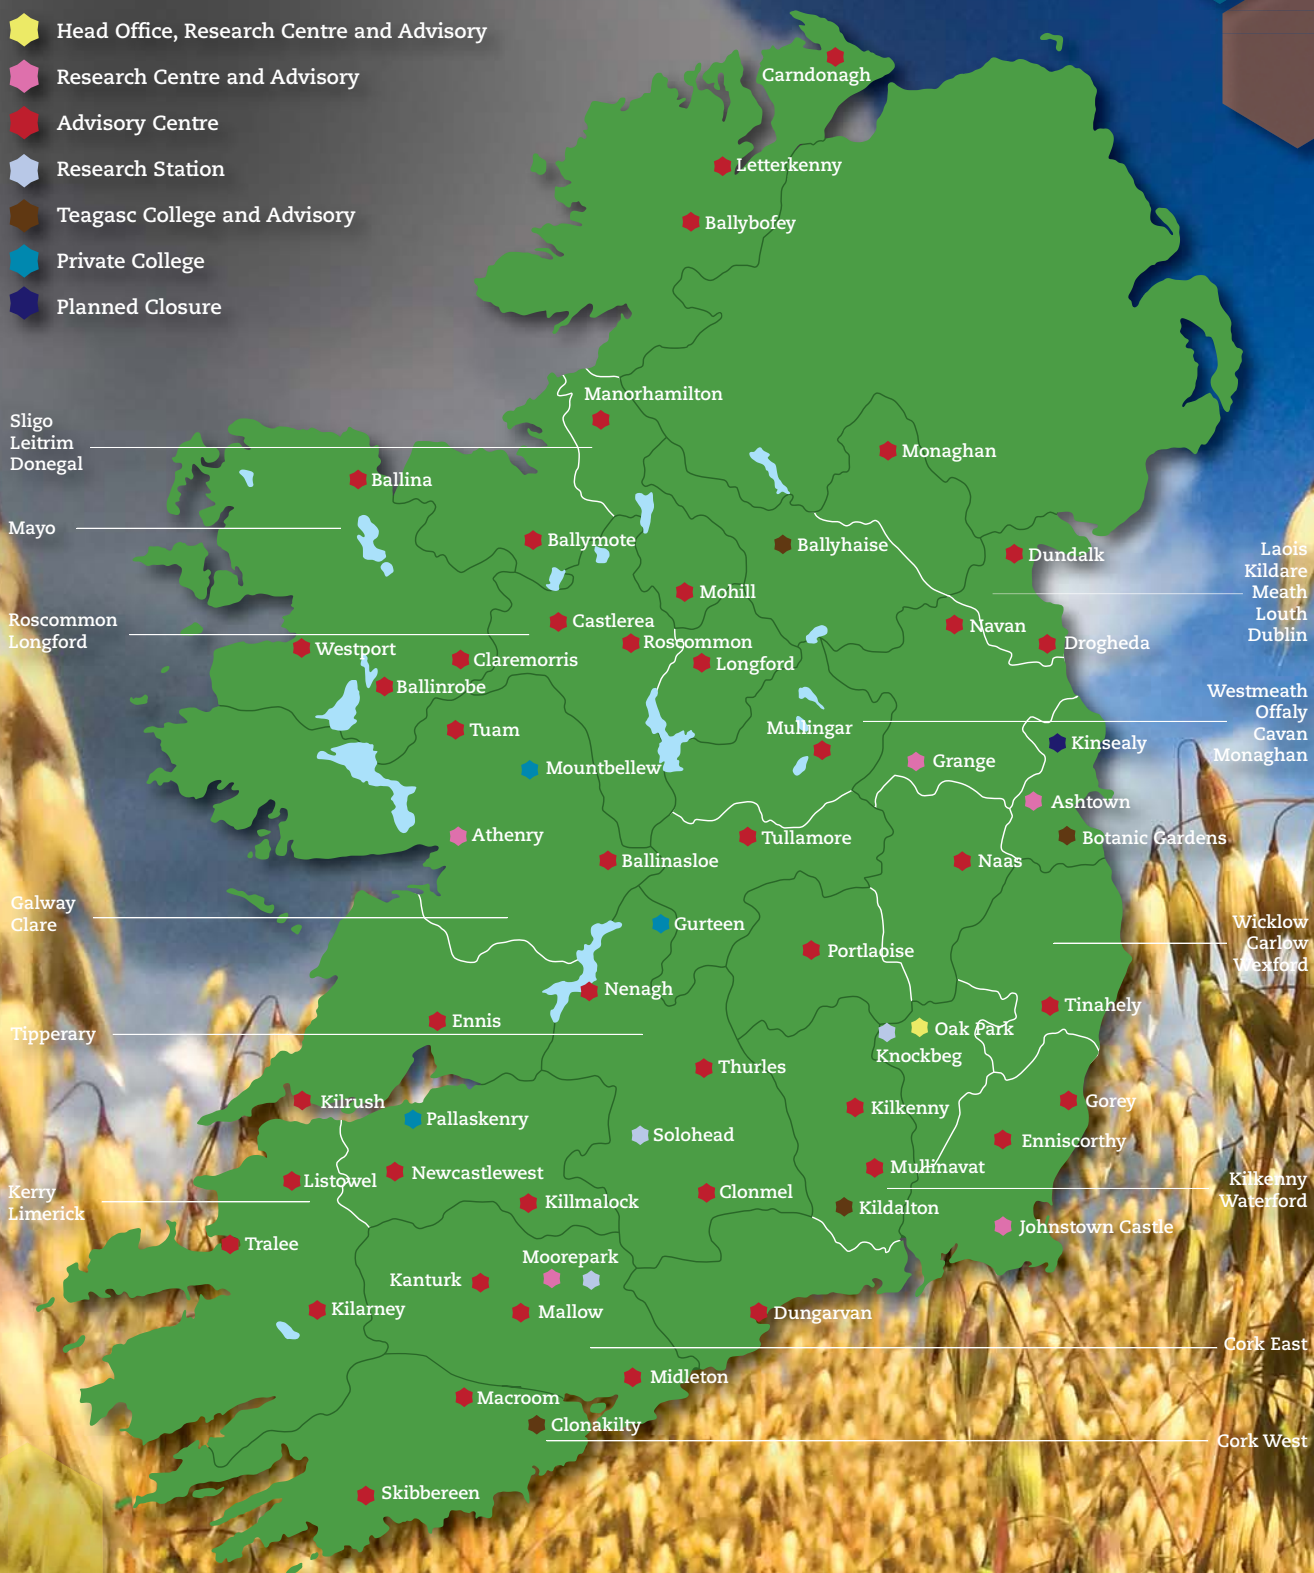 Head Office, Research Centre and Advisory
Research Centre and Advisory
Advisory Centre
Research Station
Teagasc College and Advisory
Private College
Planned Closure
Carndonagh
Letterkenny
Ballybofey
Manorhamilton
Sligo
Leitrim
Donegal
Monaghan
Ballina
Mayo
Ballymote
Ballyhaise
Dundalk
Laois
Kildare
Meath
Louth
Dublin
Mohill
Roscommon
Longford
Castlerea
Navan
Westport
Roscommon
Drogheda
Claremorris
Longford
Ballinrobe
Westmeath
Offaly
Cavan
Monaghan
Tuam
Mullingar
Kinsealy
Mountbellew
Grange
Ashtown
Athenry
Tullamore
Botanic Gardens
Ballinasloe
Naas
Galway
Clare
Gurteen
Wicklow
Carlow
Wexford
Portlaoise
Nenagh
Tinahely
Ennis
Tipperary
Oak Park
Knockbeg
Thurles
Kilrush
Kilkenny
Gorey
Pallaskenny
Solohead
Enniscorthy
Newcastlewest
Mullinavat
Listowel
Kerry
Limerick
Killmalock
Clonmel
Kilkenny
Waterford
Kildalton
Johnstown Castle
Tralee
Moorepark
Kanturk
Kilarney
Mallow
Dungarvan
Cork East
Midleton
Macroom
Clonakilty
Cork West
Skibbereen